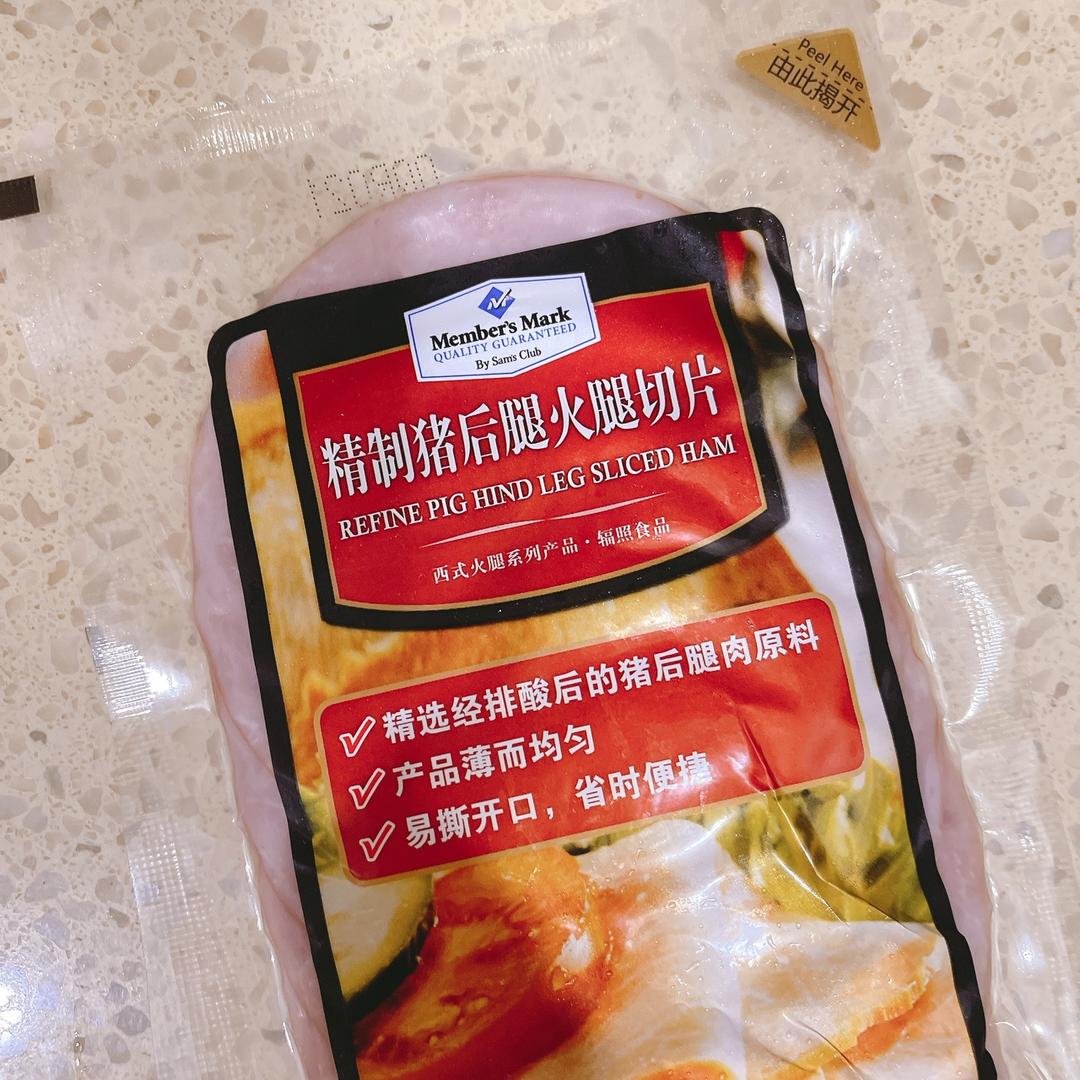 Peel Here
由此揭开
Member's Mark
QUALITY GUARANTEED
By Sam's Club
精制猪后腿火腿切片
REFINE PIG HIND LEG SLICED HAM
西式火腿系列产品·辐照食品
精选经排酸后的猪后腿肉原料
产品薄而均匀
易撕开口，省时便捷